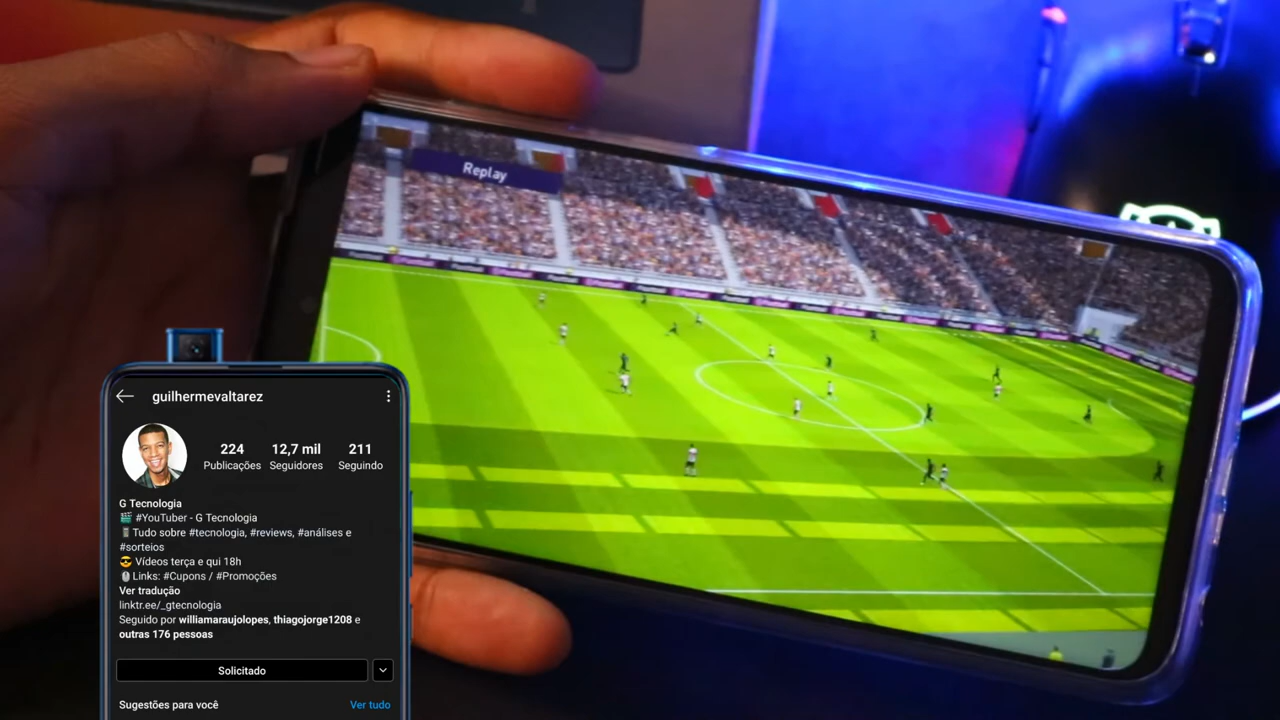 Replay
guilhermevaltarez
224
12,7 mil
211
Publicações
Seguidores
Seguindo
G Tecnologia
#YouTuber - G Tecnologia
Tudo sobre #tecnologia, #reviews, #análises e
#sorteios
Vídeos terça e qui 18h
Links: #Cupons / #Promoções
Ver tradução
linktr.ee/_gtecnologia
Seguido por williamaraujolopes, thiagojorge1208 e
outras 176 pessoas
Solicitado
Sugestões para você
Ver tudo